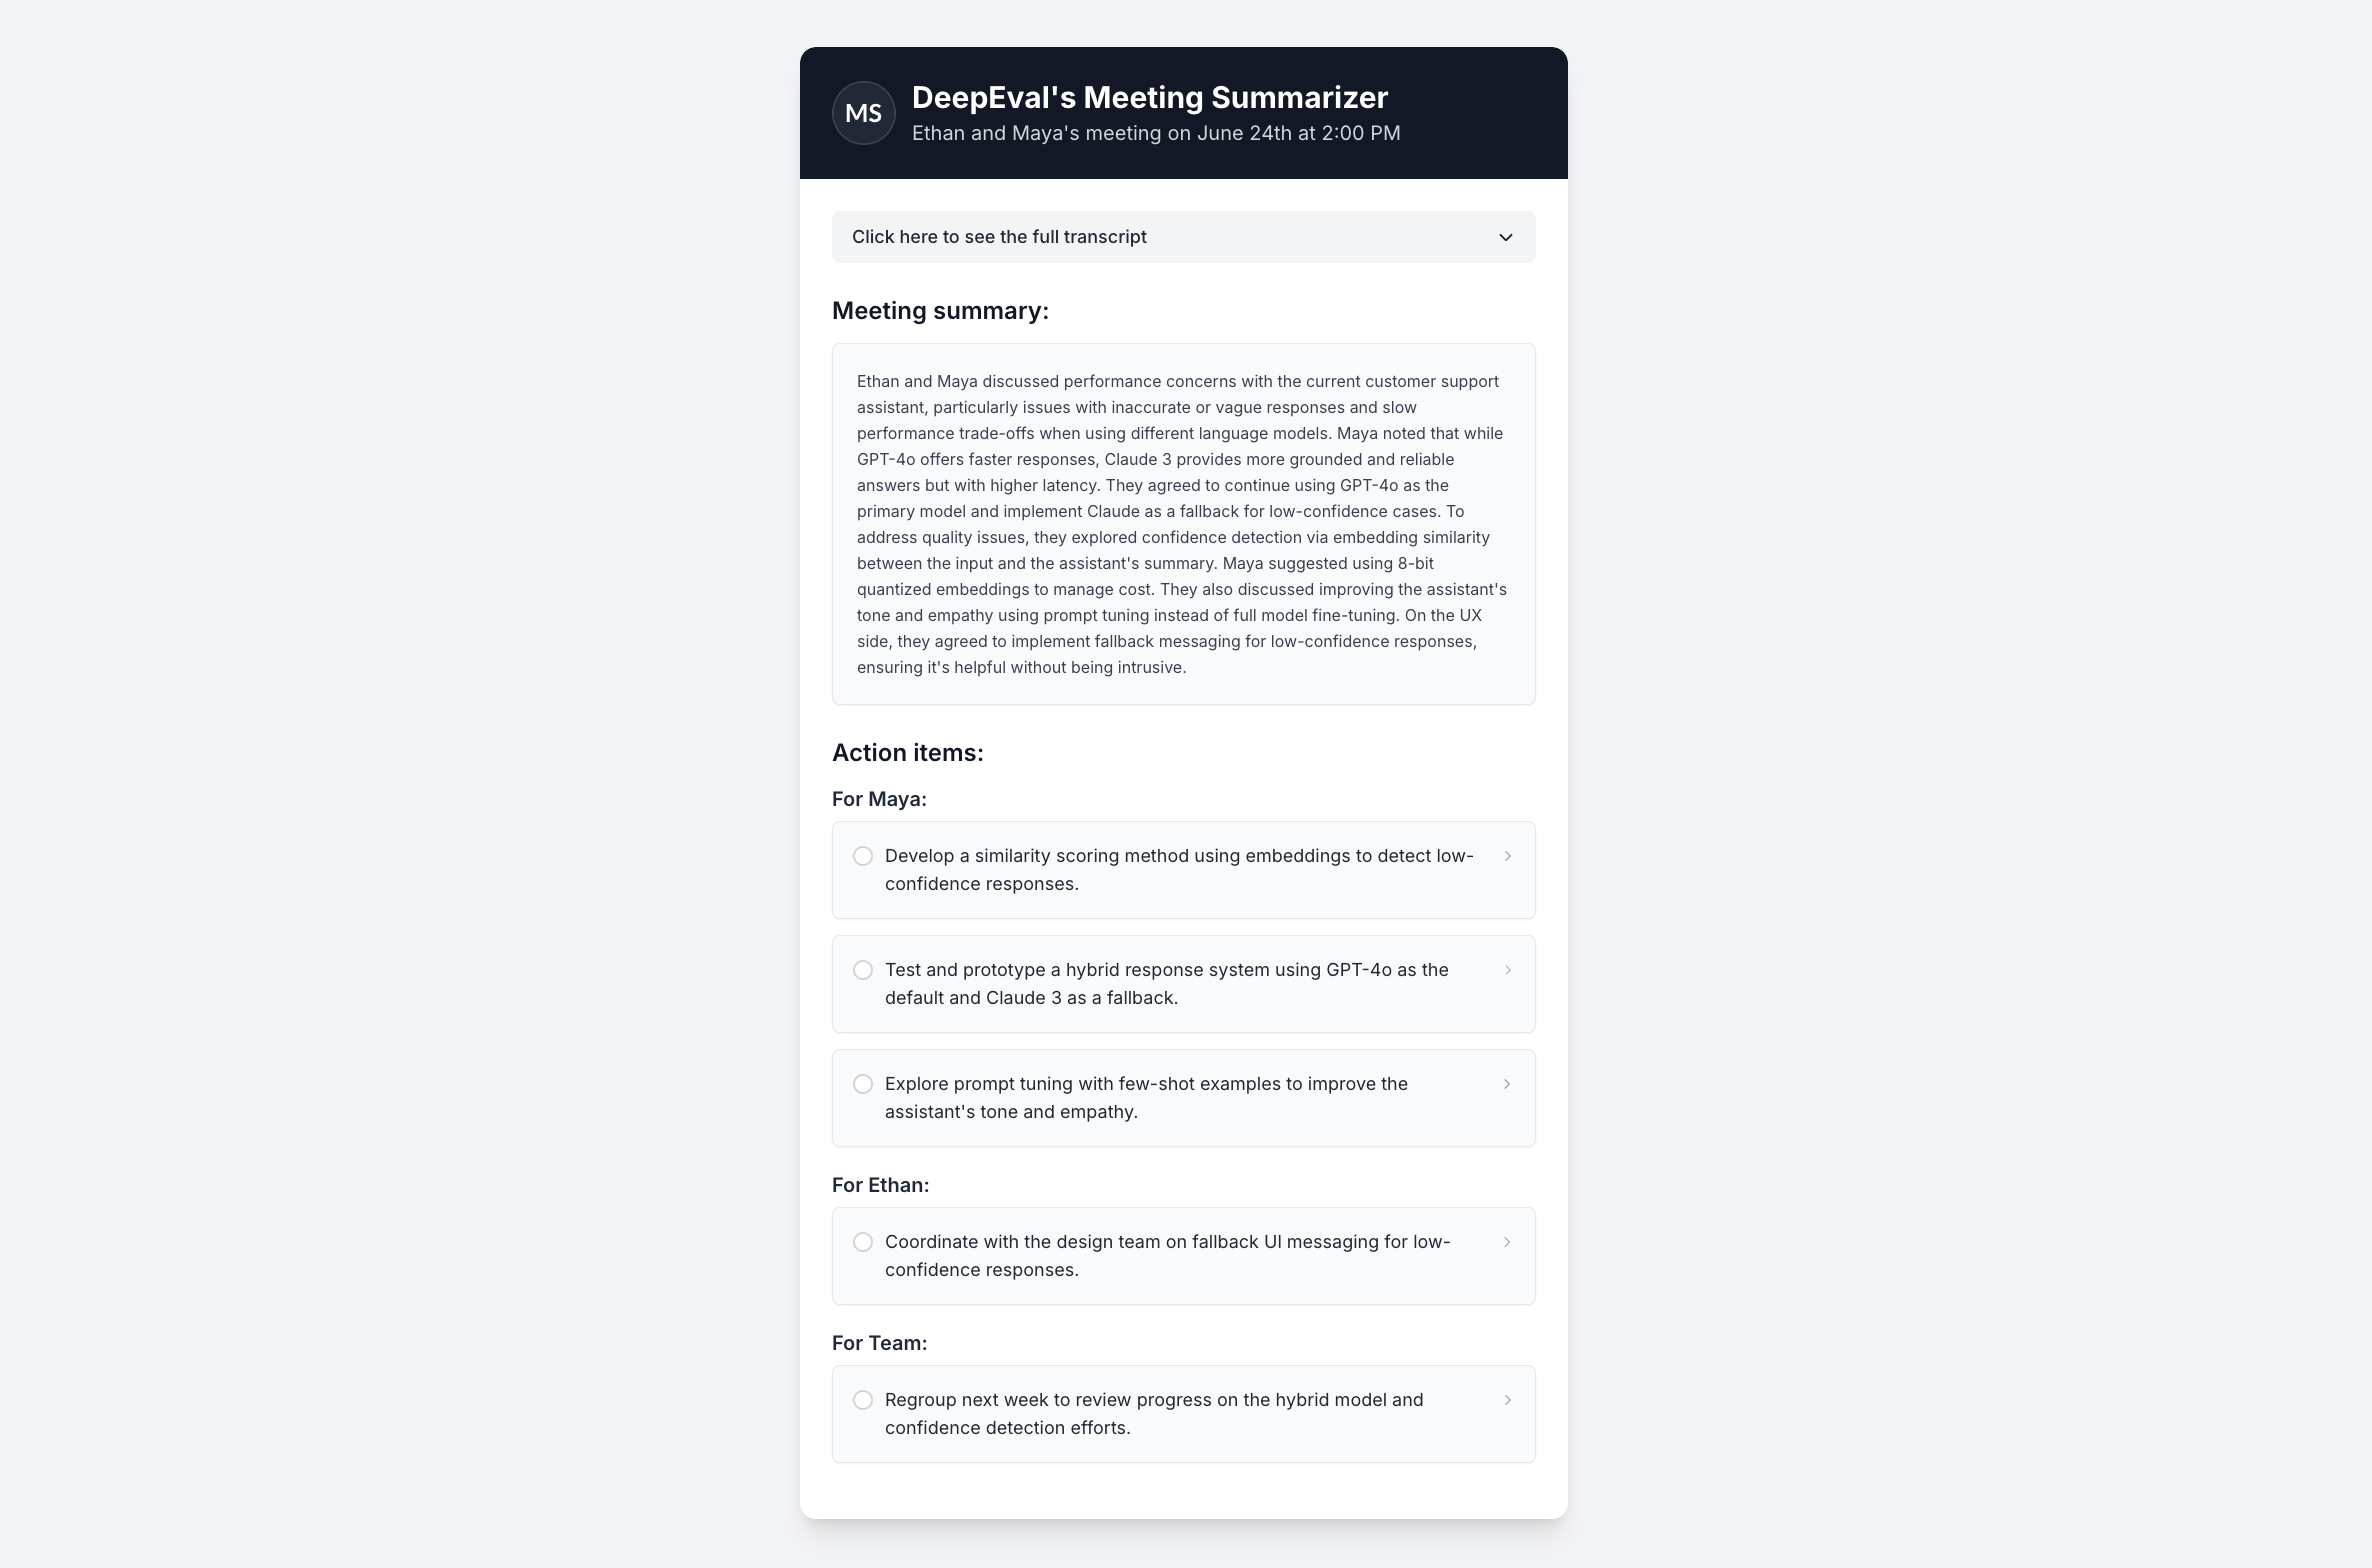 MS
DeepEval's Meeting Summarizer
Ethan and Maya's meeting on June 24th at 2:00 PM
Click here to see the full transcript
Meeting summary:
Ethan and Maya discussed performance concerns with the current customer support
assistant, particularly issues with inaccurate or vague responses and slow
performance trade-offs when using different language models. Maya noted that while
GPT-4o offers faster responses, Claude 3 provides more grounded and reliable
answers but with higher latency. They agreed to continue using GPT-4o as the
primary model and implement Claude as a fallback for low-confidence cases. To
address quality issues, they explored confidence detection via embedding similarity
between the input and the assistant's summary. Maya suggested using 8-bit
quantized embeddings to manage cost. They also discussed improving the assistant's
tone and empathy using prompt tuning instead of full model fine-tuning. On the UX
side, they agreed to implement fallback messaging for low-confidence responses,
ensuring it's helpful without being intrusive.
Action items:
For Maya:
Develop a similarity scoring method using embeddings to detect low-
confidence responses.
Test and prototype a hybrid response system using GPT-4o as the
default and Claude 3 as a fallback.
Explore prompt tuning with few-shot examples to improve the
assistant's tone and empathy.
For Ethan:
Coordinate with the design team on fallback UI messaging for low-
confidence responses.
For Team:
Regroup next week to review progress on the hybrid model and
confidence detection efforts.